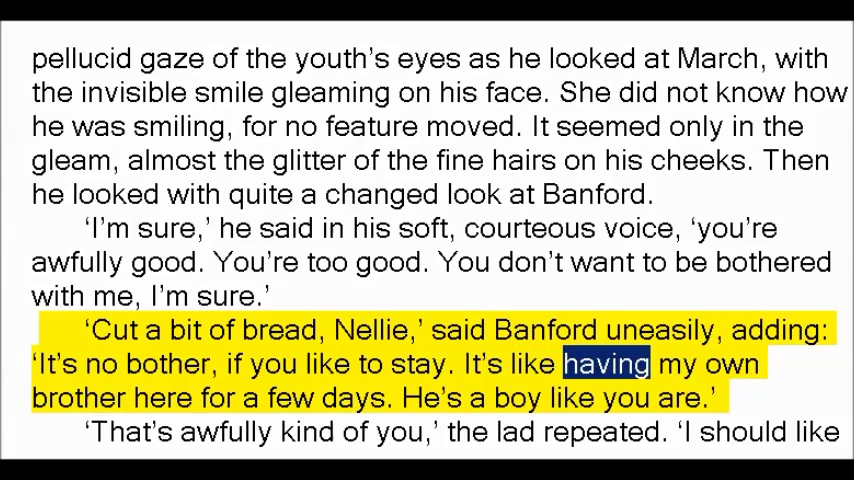 pellucid gaze of the youth’s eyes as he looked at March, with
the invisible smile gleaming on his face. She did not know how
he was smiling, for no feature moved. It seemed only in the
gleam, almost the glitter of the fine hairs on his cheeks. Then
he looked with quite a changed look at Banford.
‘I’m sure,’ he said in his soft, courteous voice, ‘you’re
awfully good. You’re too good. You don’t want to be bothered
with me, I’m sure.’
‘Cut a bit of bread, Nellie,’ said Banford uneasily, adding:
‘It’s no bother, if you like to stay. It’s like having my own
brother here for a few days. He’s a boy like you are.’
‘That’s awfully kind of you,’ the lad repeated. ‘I should like